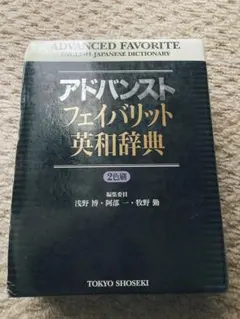 ADVANCED FAVORITE
ENGLISH-JAPANESE DICTIONARY
アドバンスト
フェイバリット
英和辞典
2色刷
編集委員
浅野 博・阿部 一・牧野 勤
TOKYO SHOSEKI